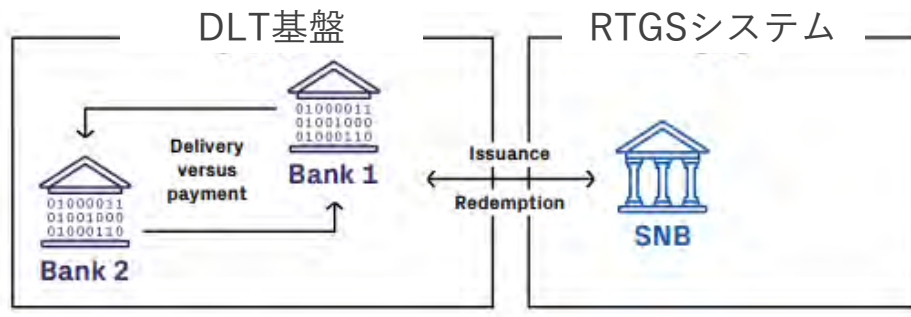 DLT基盤
RTGSシステム
01000011
01001000
01000110
Bank 1
Delivery
versus
payment
01000011
01001000
01000110
Bank 2
Issuance
Redemption
SNB